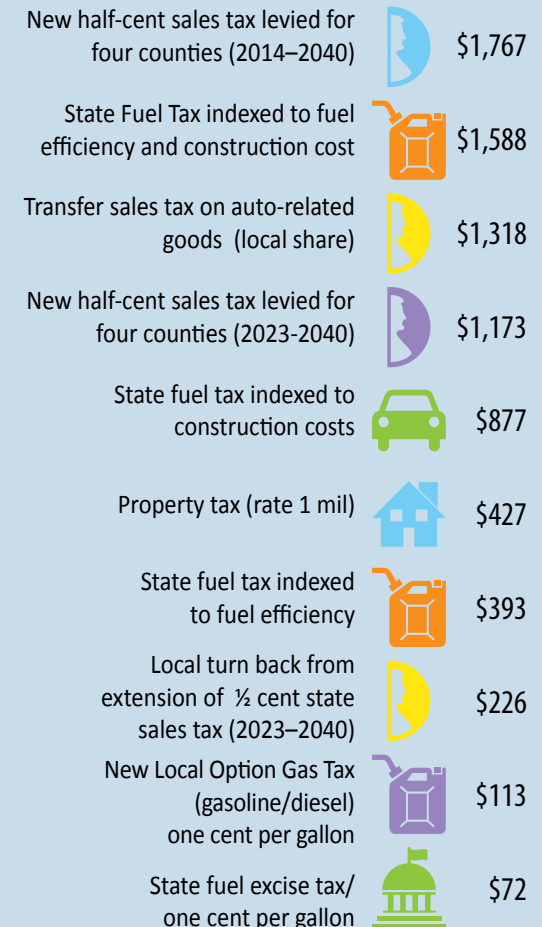 New half-cent sales tax levied for
four counties (2014–2040)
$1,767
State Fuel Tax indexed to fuel
efficiency and construction cost
$1,588
Transfer sales tax on auto-related
goods (local share)
$1,318
New half-cent sales tax levied for
four counties (2023-2040)
$1,173
State fuel tax indexed to
construction costs
$877
Property tax (rate 1 mil)
$427
State fuel tax indexed
to fuel efficiency
$393
Local turn back from
extension of ½ cent state
sales tax (2023–2040)
$226
New Local Option Gas Tax
(gasoline/diesel)
one cent per gallon
$113
State fuel excise tax/
one cent per gallon
$72